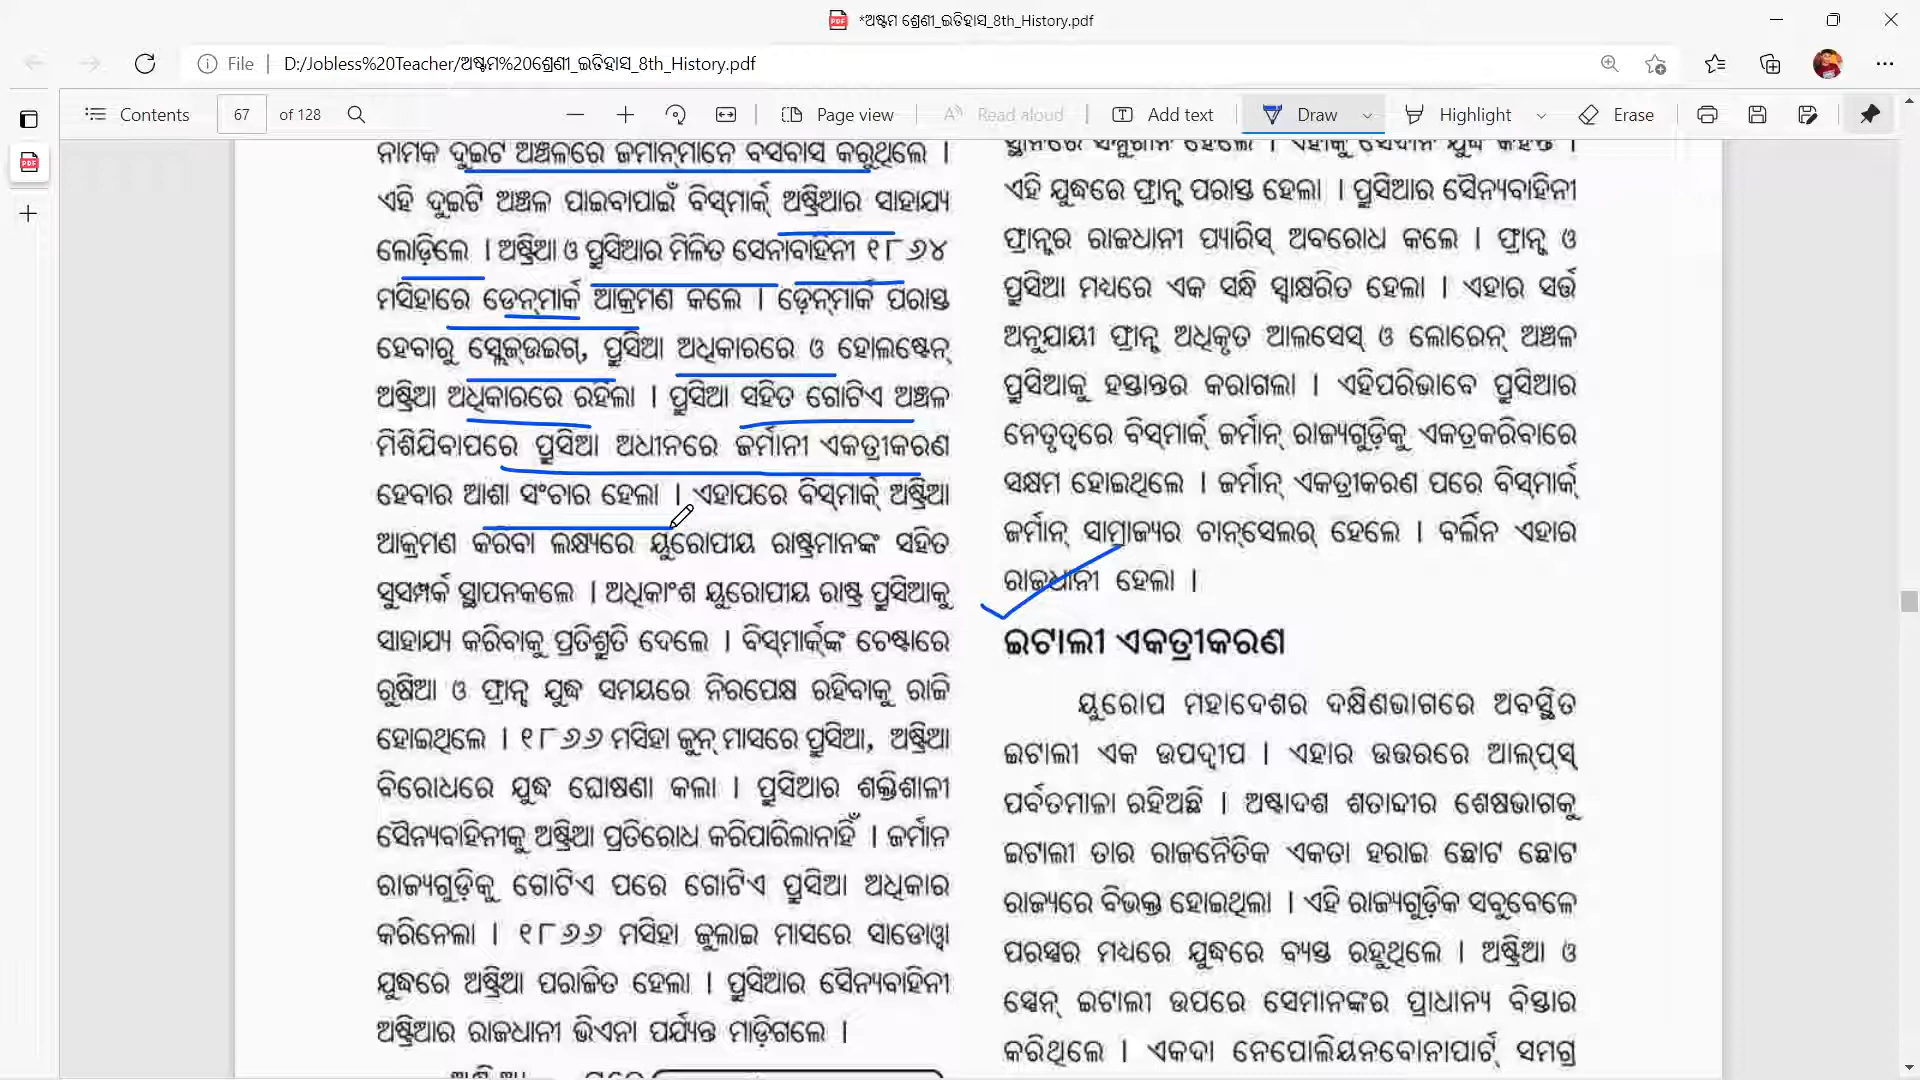 *ଅଷ୍ଟମ ଶ୍ରେଣୀ_ଇତିହାସ_8th_History.pdf
File
D:/Jobless%20Teacher/ଅଷ୍ଟମ%20ଶ୍ରେଣୀ_ଇତିହାସ_8th_History.pdf
Contents
67 of 128
Page view
Read aloud
Add text
Draw
Highlight
Erase
ନାମକ ଦୁଇଟି ଅଞ୍ଚଳରେ ଜର୍ମାନ୍‌ମାନେ ବସବାସ କରୁଥିଲେ ।
ଏହି ଦୁଇଟି ଅଞ୍ଚଳ ପାଇବାପାଇଁ ବିସ୍‌ମାର୍କ୍ ଅଷ୍ଟ୍ରିଆର ସାହାଯ୍ୟ
ଲୋଡ଼ିଲେ । ଅଷ୍ଟ୍ରିଆ ଓ ପ୍ରୁସିଆର ମିଳିତ ସେନାବାହିନୀ ୧୮୬୪
ମସିହାରେ ଡେନ୍‌ମାର୍କ ଆକ୍ରମଣ କଲେ । ଡ଼େନ୍‌ମାର୍କ ପରାସ୍ତ
ହେବାରୁ ସ୍ଲେଜ୍‌ଉଇଗ୍, ପ୍ରୁସିଆ ଅଧିକାରରେ ଓ ହୋଲଷ୍ଟେନ୍
ଅଷ୍ଟ୍ରିଆ ଅଧିକାରରେ ରହିଲା । ପ୍ରୁସିଆ ସହିତ ଗୋଟିଏ ଅଞ୍ଚଳ
ମିଶିଯିବାପରେ ପ୍ରୁସିଆ ଅଧୀନରେ ଜର୍ମାନୀ ଏକତ୍ରୀକରଣ
ହେବାର ଆଶା ସଂଚାର ହେଲା । ଏହାପରେ ବିସ୍‌ମାର୍କ୍ ଅଷ୍ଟ୍ରିଆ
ଆକ୍ରମଣ କରିବା ଲକ୍ଷ୍ୟରେ ୟୁରୋପୀୟ ରାଷ୍ଟ୍ରମାନଙ୍କ ସହିତ
ସୁସମ୍ପର୍କ ସ୍ଥାପନକଲେ । ଅଧିକାଂଶ ୟୁରୋପୀୟ ରାଷ୍ଟ୍ର ପ୍ରୁସିଆକୁ
ସାହାଯ୍ୟ କରିବାକୁ ପ୍ରତିଶ୍ରୁତି ଦେଲେ । ବିସ୍‌ମାର୍କ୍‌ଙ୍କ ଚେଷ୍ଟାରେ
ରୁଷିଆ ଓ ଫ୍ରାନ୍ସ୍ ଯୁଦ୍ଧ ସମୟରେ ନିରପେକ୍ଷ ରହିବାକୁ ରାଜି
ହୋଇଥିଲେ । ୧୮୬୬ ମସିହା ଜୁନ୍ ମାସରେ ପ୍ରୁସିଆ, ଅଷ୍ଟ୍ରିଆ
ବିରୋଧରେ ଯୁଦ୍ଧ ଘୋଷଣା କଲା । ପ୍ରୁସିଆର ଶକ୍ତିଶାଳୀ
ସୈନ୍ୟବାହିନୀକୁ ଅଷ୍ଟ୍ରିଆ ପ୍ରତିରୋଧ କରିପାରିଲାନାହିଁ । ଜର୍ମାନ
ରାଜ୍ୟଗୁଡ଼ିକୁ ଗୋଟିଏ ପରେ ଗୋଟିଏ ପ୍ରୁସିଆ ଅଧିକାର
କରିନେଲା । ୧୮୬୬ ମସିହା ଜୁଲାଇ ମାସରେ ସାଡୋୱା
ଯୁଦ୍ଧରେ ଅଷ୍ଟ୍ରିଆ ପରାଜିତ ହେଲା । ପ୍ରୁସିଆର ସୈନ୍ୟବାହିନୀ
ଅଷ୍ଟ୍ରିଆର ରାଜଧାନୀ ଭିଏନା ପର୍ଯ୍ୟନ୍ତ ମାଡ଼ିଗଲେ ।
ସ୍ଥାନରେ ସମ୍ମୁଖୀନ ହେଲେ । ଏହାକୁ ସେଦାନ ଯୁଦ୍ଧ କହନ୍ତି ।
ଏହି ଯୁଦ୍ଧରେ ଫ୍ରାନ୍ସ୍ ପରାସ୍ତ ହେଲା । ପ୍ରୁସିଆର ସୈନ୍ୟବାହିନୀ
ଫ୍ରାନ୍ସ୍‌ର ରାଜଧାନୀ ପ୍ୟାରିସ୍ ଅବରୋଧ କଲେ । ଫ୍ରାନ୍ସ୍ ଓ
ପ୍ରୁସିଆ ମଧ୍ୟରେ ଏକ ସନ୍ଧି ସ୍ୱାକ୍ଷରିତ ହେଲା । ଏହାର ସର୍ତ୍ତ
ଅନୁଯାୟୀ ଫ୍ରାନ୍ସ୍ ଅଧିକୃତ ଆଲସେସ୍ ଓ ଲୋରେନ୍ ଅଞ୍ଚଳ
ପ୍ରୁସିଆକୁ ହସ୍ତାନ୍ତର କରାଗଲା । ଏହିପରିଭାବେ ପ୍ରୁସିଆର
ନେତୃତ୍ୱରେ ବିସ୍‌ମାର୍କ୍ ଜର୍ମାନ୍ ରାଜ୍ୟଗୁଡ଼ିକୁ ଏକତ୍ରକରିବାରେ
ସକ୍ଷମ ହୋଇଥିଲେ । ଜର୍ମାନ୍ ଏକତ୍ରୀକରଣ ପରେ ବିସ୍‌ମାର୍କ୍
ଜର୍ମାନ୍ ସାମ୍ରାଜ୍ୟର ଚାନ୍‌ସେଲର୍ ହେଲେ । ବର୍ଲିନ ଏହାର
ରାଜଧାନୀ ହେଲା ।
ଇଟାଲୀ ଏକତ୍ରୀକରଣ
ୟୁରୋପ ମହାଦେଶର ଦକ୍ଷିଣଭାଗରେ ଅବସ୍ଥିତ
ଇଟାଲୀ ଏକ ଉପଦ୍ୱୀପ । ଏହାର ଉତ୍ତରରେ ଆଲ୍‌ପ୍‌ସ୍
ପର୍ବତମାଳା ରହିଅଛି । ଅଷ୍ଟାଦଶ ଶତାବ୍ଦୀର ଶେଷଭାଗକୁ
ଇଟାଲୀ ତାର ରାଜନୈତିକ ଏକତା ହରାଇ ଛୋଟ ଛୋଟ
ରାଜ୍ୟରେ ବିଭକ୍ତ ହୋଇଥିଲା । ଏହି ରାଜ୍ୟଗୁଡ଼ିକ ସବୁବେଳେ
ପରସ୍ପର ମଧ୍ୟରେ ଯୁଦ୍ଧରେ ବ୍ୟସ୍ତ ରହୁଥିଲେ । ଅଷ୍ଟ୍ରିଆ ଓ
ସ୍ପେନ୍ ଇଟାଲୀ ଉପରେ ସେମାନଙ୍କର ପ୍ରାଧାନ୍ୟ ବିସ୍ତାର
କରିଥିଲେ । ଏକଦା ନେପୋଲିୟନବୋନାପାର୍ଟ୍ ସମଗ୍ର